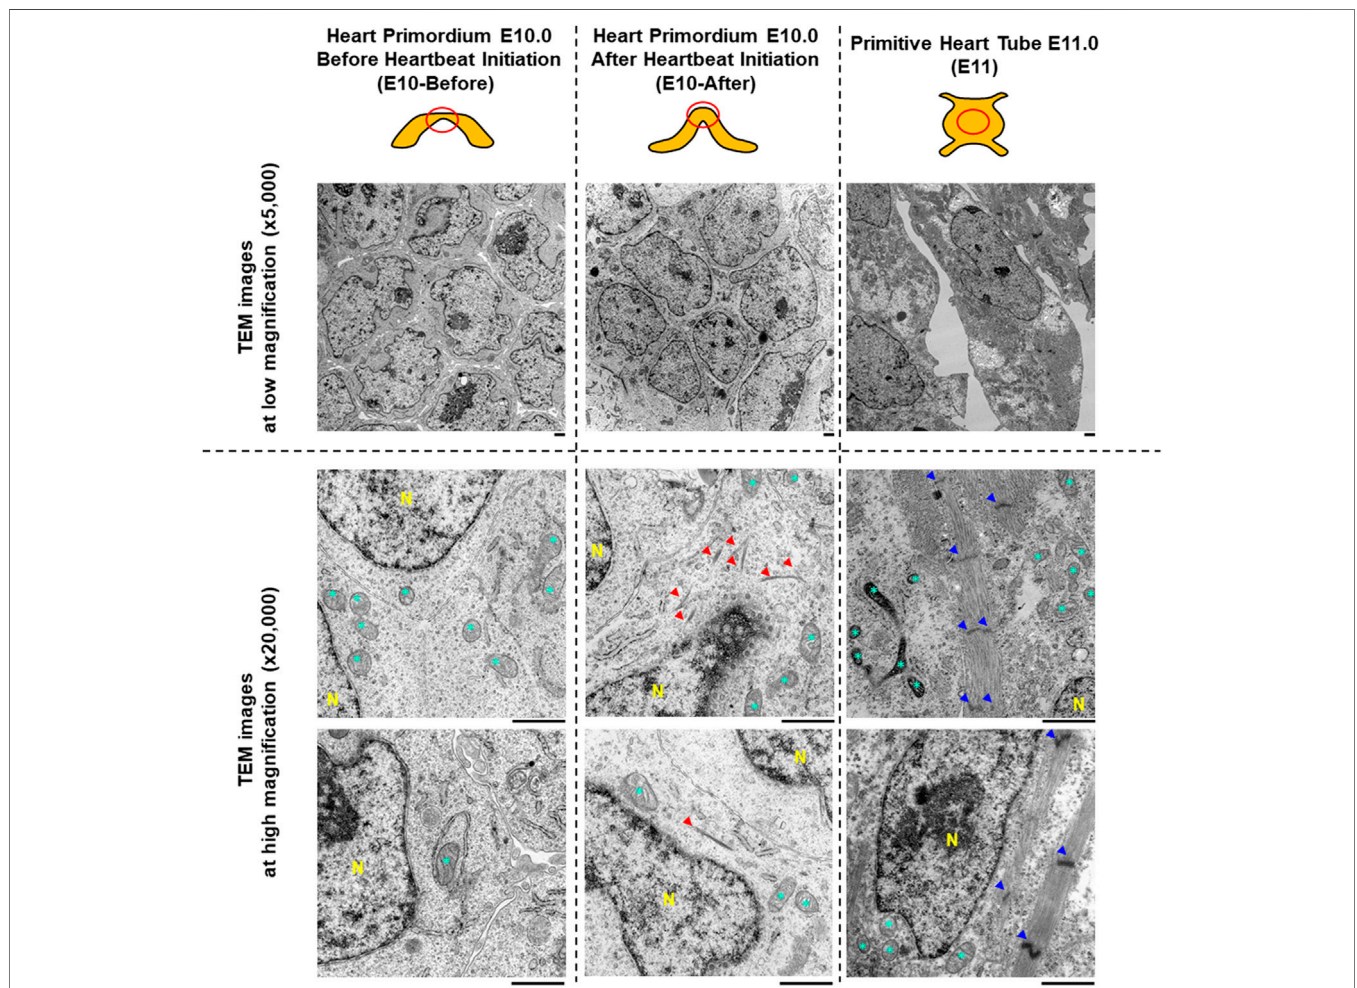 Heart Primordium E10.0
Before Heartbeat Initiation
(E10-Before)
Heart Primordium E10.0
After Heartbeat Initiation
(E10-After)
Primitive Heart Tube E11.0
(E11)
TEM images
at low magnification (x5,000)
TEM images
at high magnification (x20,000)
N
N
*
*
*
*
*
*
*
*
N
N
*
*
*
*
*
N
*
*
*
*
*
*
*
*
*
*
*
*
*
N
*
N
N
*
*
*
N
*
*
*
*